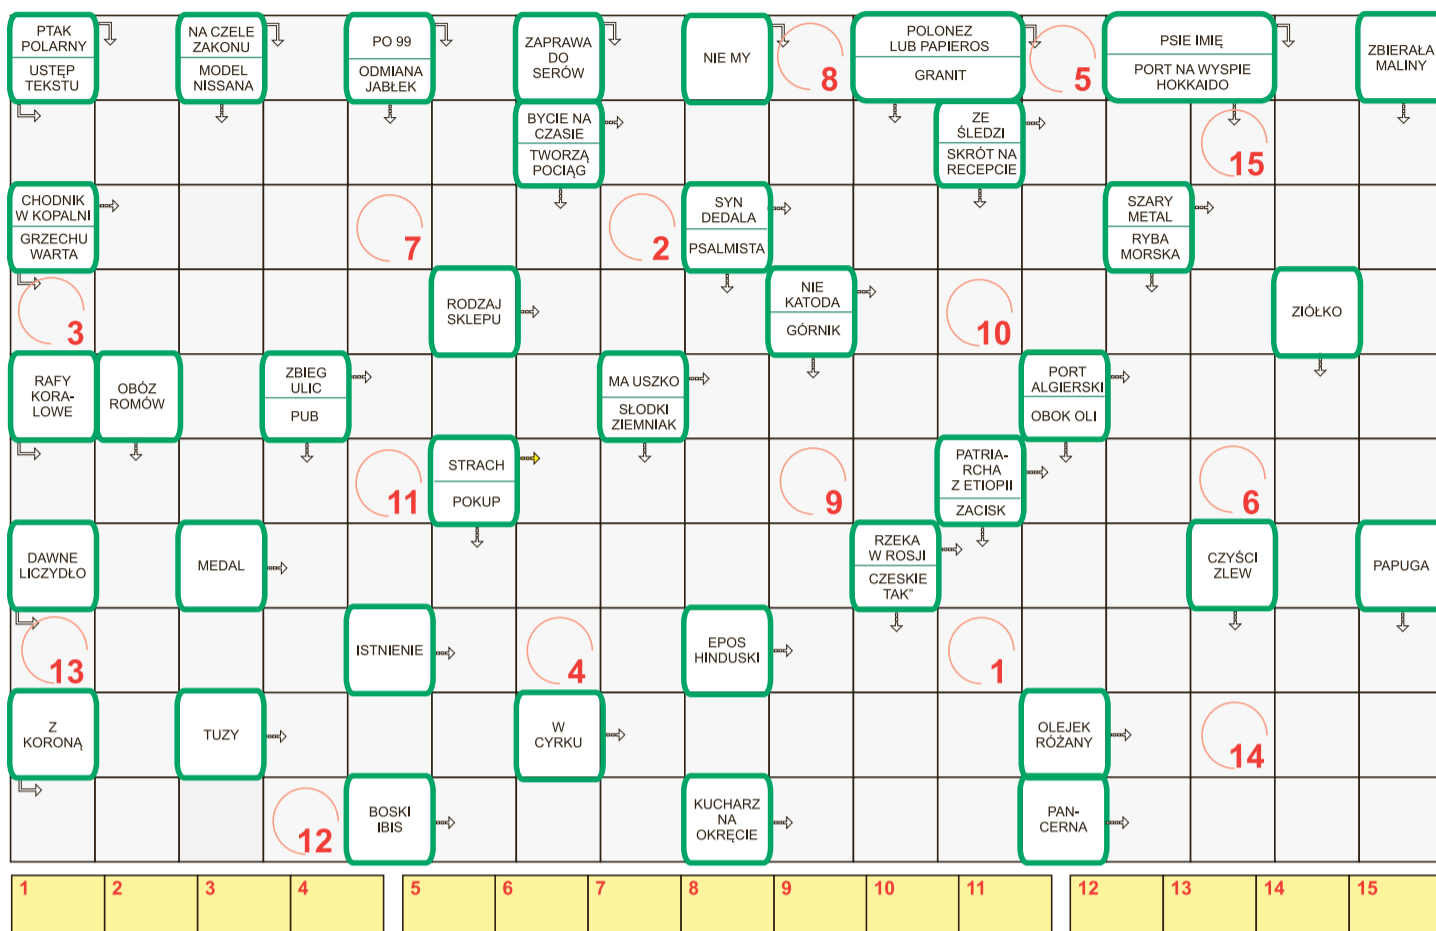 PTAK
POLARNY
USTĘP
TEKSTU
NA CZELE
ZAKONU
MODEL
NISSANA
PO 99
ODMIANA
JABŁEK
ZAPRAWA
DO
SERÓW
NIE MY
8
POLONEZ
LUB PAPIEROS
GRANIT
5
PSIE IMIĘ
PORT NA WYSPIE
HOKKAIDO
ZBIERAŁA
MALINY
BYCIE NA
CZASIE
TWORZĄ
POCIĄG
ZE
ŚLEDZI
SKRÓT NA
RECEPCIE
15
CHODNIK
W KOPALNI
GRZECHU
WARTA
7
2
SYN
DEDALA
PSALMISTA
SZARY
METAL
RYBA
MORSKA
3
RODZAJ
SKLEPU
NIE
KATODA
GÓRNIK
10
ZIÓŁKO
RAFY
KORA-
LOWE
OBÓZ
ROMÓW
ZBIEG
ULIC
PUB
MA USZKO
SŁODKI
ZIEMNIAK
PORT
ALGIERSKI
OBOK OLI
11
STRACH
POKUP
9
PATRIA-
RCHA
Z ETIOPII
ZACISK
6
DAWNE
LICZYDŁO
MEDAL
RZEKA
W ROSJI
CZESKIE
TAK”
CZYŚCI
ZLEW
PAPUGA
13
ISTNIENIE
4
EPOS
HINDUSKI
1
Z
KORONĄ
TUZY
W
CYRKU
OLEJEK
RÓŻANY
14
12
BOSKI
IBIS
KUCHARZ
NA
OKRĘCIE
PAN-
CERNA
1 2 3 4 5 6 7 8 9 10 11 12 13 14 15